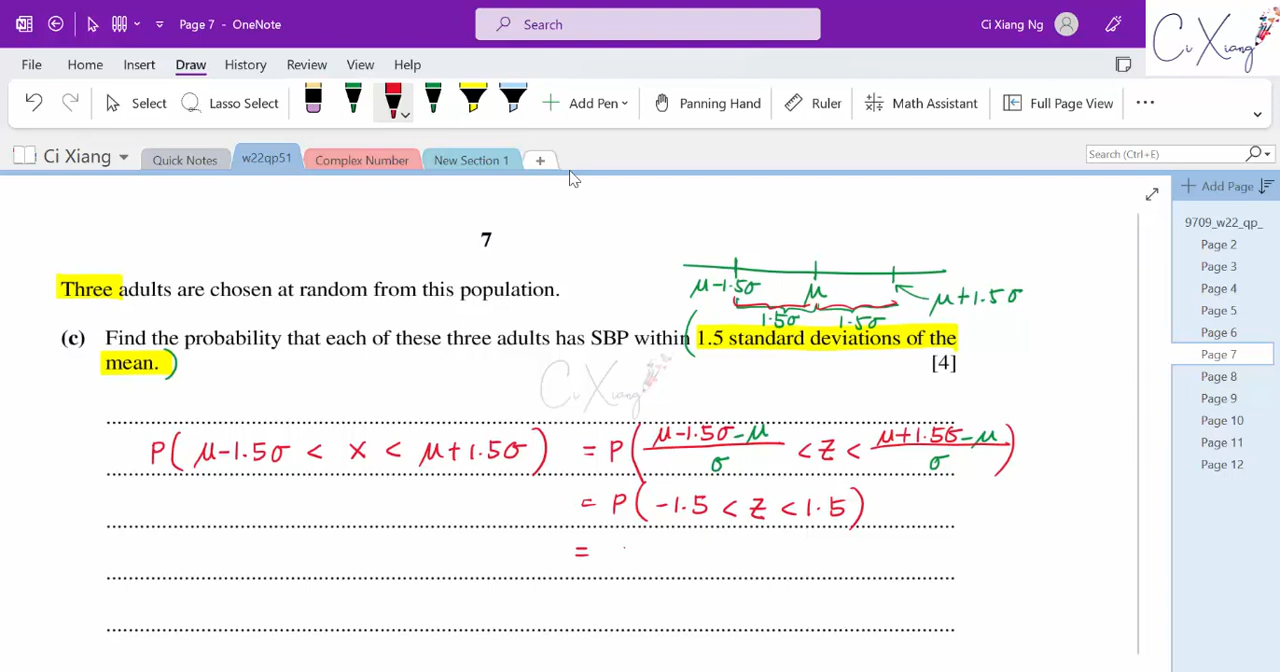 Page 7 - OneNote
Search
Ci Xiang Ng
Ci Xiang
File Home Insert Draw History Review View Help
Select Lasso Select Add Pen Panning Hand Ruler Math Assistant Full Page View
Ci Xiang Quick Notes w22qp51 Complex Number New Section 1 +
Search (Ctrl+E)
Add Page
9709_w22_qp_
Page 2
Page 3
Page 4
Page 5
Page 6
Page 7
Page 8
Page 9
Page 10
Page 11
Page 12
7
Three adults are chosen at random from this population.
μ-1.5σ μ μ+1.5σ
1.5σ 1.5σ
(c) Find the probability that each of these three adults has SBP within (1.5 standard deviations of the
mean.) [4]
Ci Xiang
P(μ-1.5σ < X < μ+1.5σ) = P((μ-1.5σ-μ)/σ < Z < (μ+1.5σ-μ)/σ)
= P(-1.5 < Z < 1.5)
=